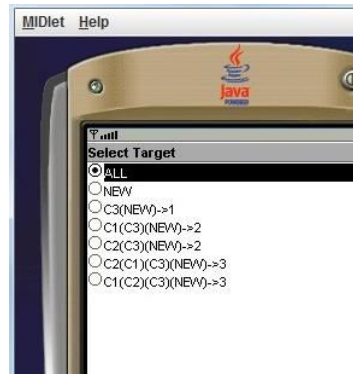 MIDlet Help
Java
POWERED
Select Target
ALL
NEW
C3(NEW)->1
C1(C3)(NEW)->2
C2(C3)(NEW)->2
C2(C1)(C3)(NEW)->3
C1(C2)(C3)(NEW)->3